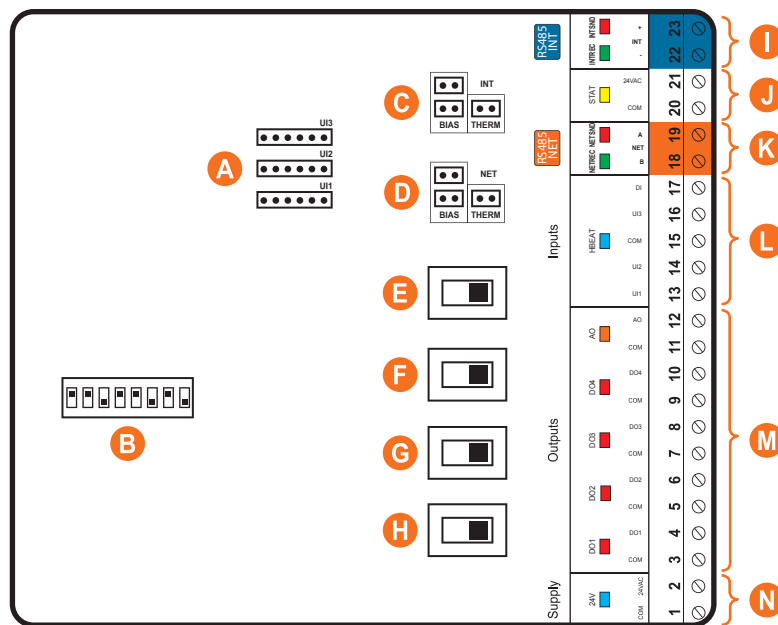 A
UI3
UI2
UI1
B
C
INT
BIAS THERM
D
NET
BIAS THERM
E
F
G
H
RS485 INT
RS485 NET
Inputs
Outputs
Supply
INTREC INTSND
+
INT
-
23
22
I
STAT
24VAC
COM
21
20
J
NETREC NETSND
A
NET
B
19
18
K
HBEAT
DI
UI3
COM
UI2
UI1
17
16
15
14
13
L
AO
AO
COM
12
11
DO4
DO4
COM
10
9
DO3
DO3
COM
8
7
DO2
DO2
COM
6
5
DO1
DO1
COM
4
3
M
24V
24VAC
COM
2
1
N